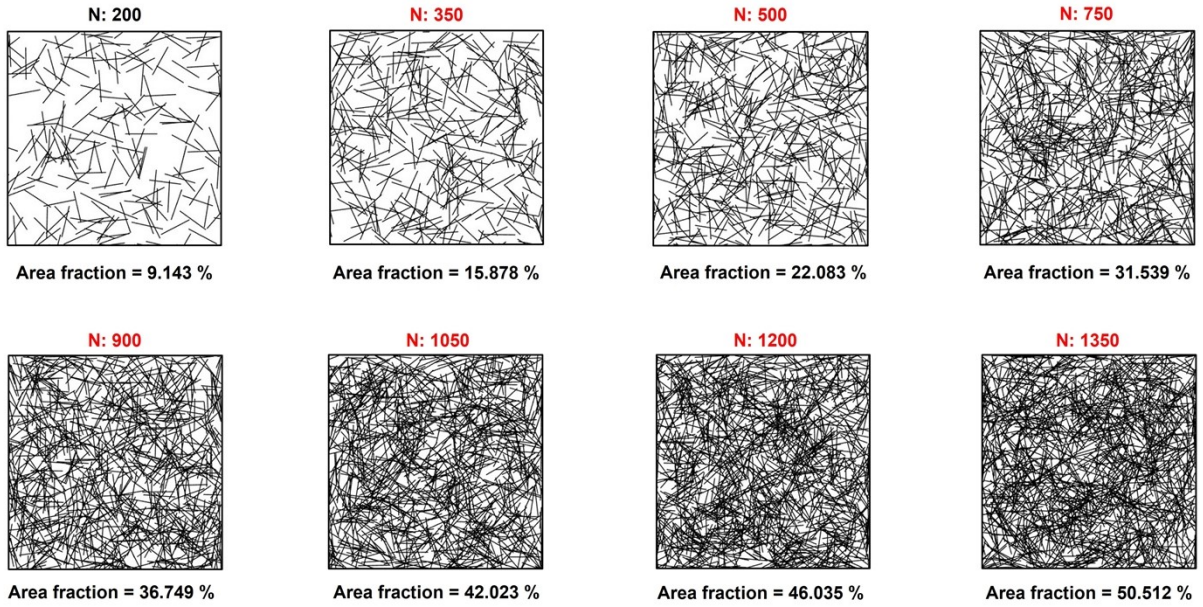 N: 200
N: 350
N: 500
N: 750
Area fraction = 9.143 %
Area fraction = 15.878 %
Area fraction = 22.083 %
Area fraction = 31.539 %
N: 900
N: 1050
N: 1200
N: 1350
Area fraction = 36.749 %
Area fraction = 42.023 %
Area fraction = 46.035 %
Area fraction = 50.512 %